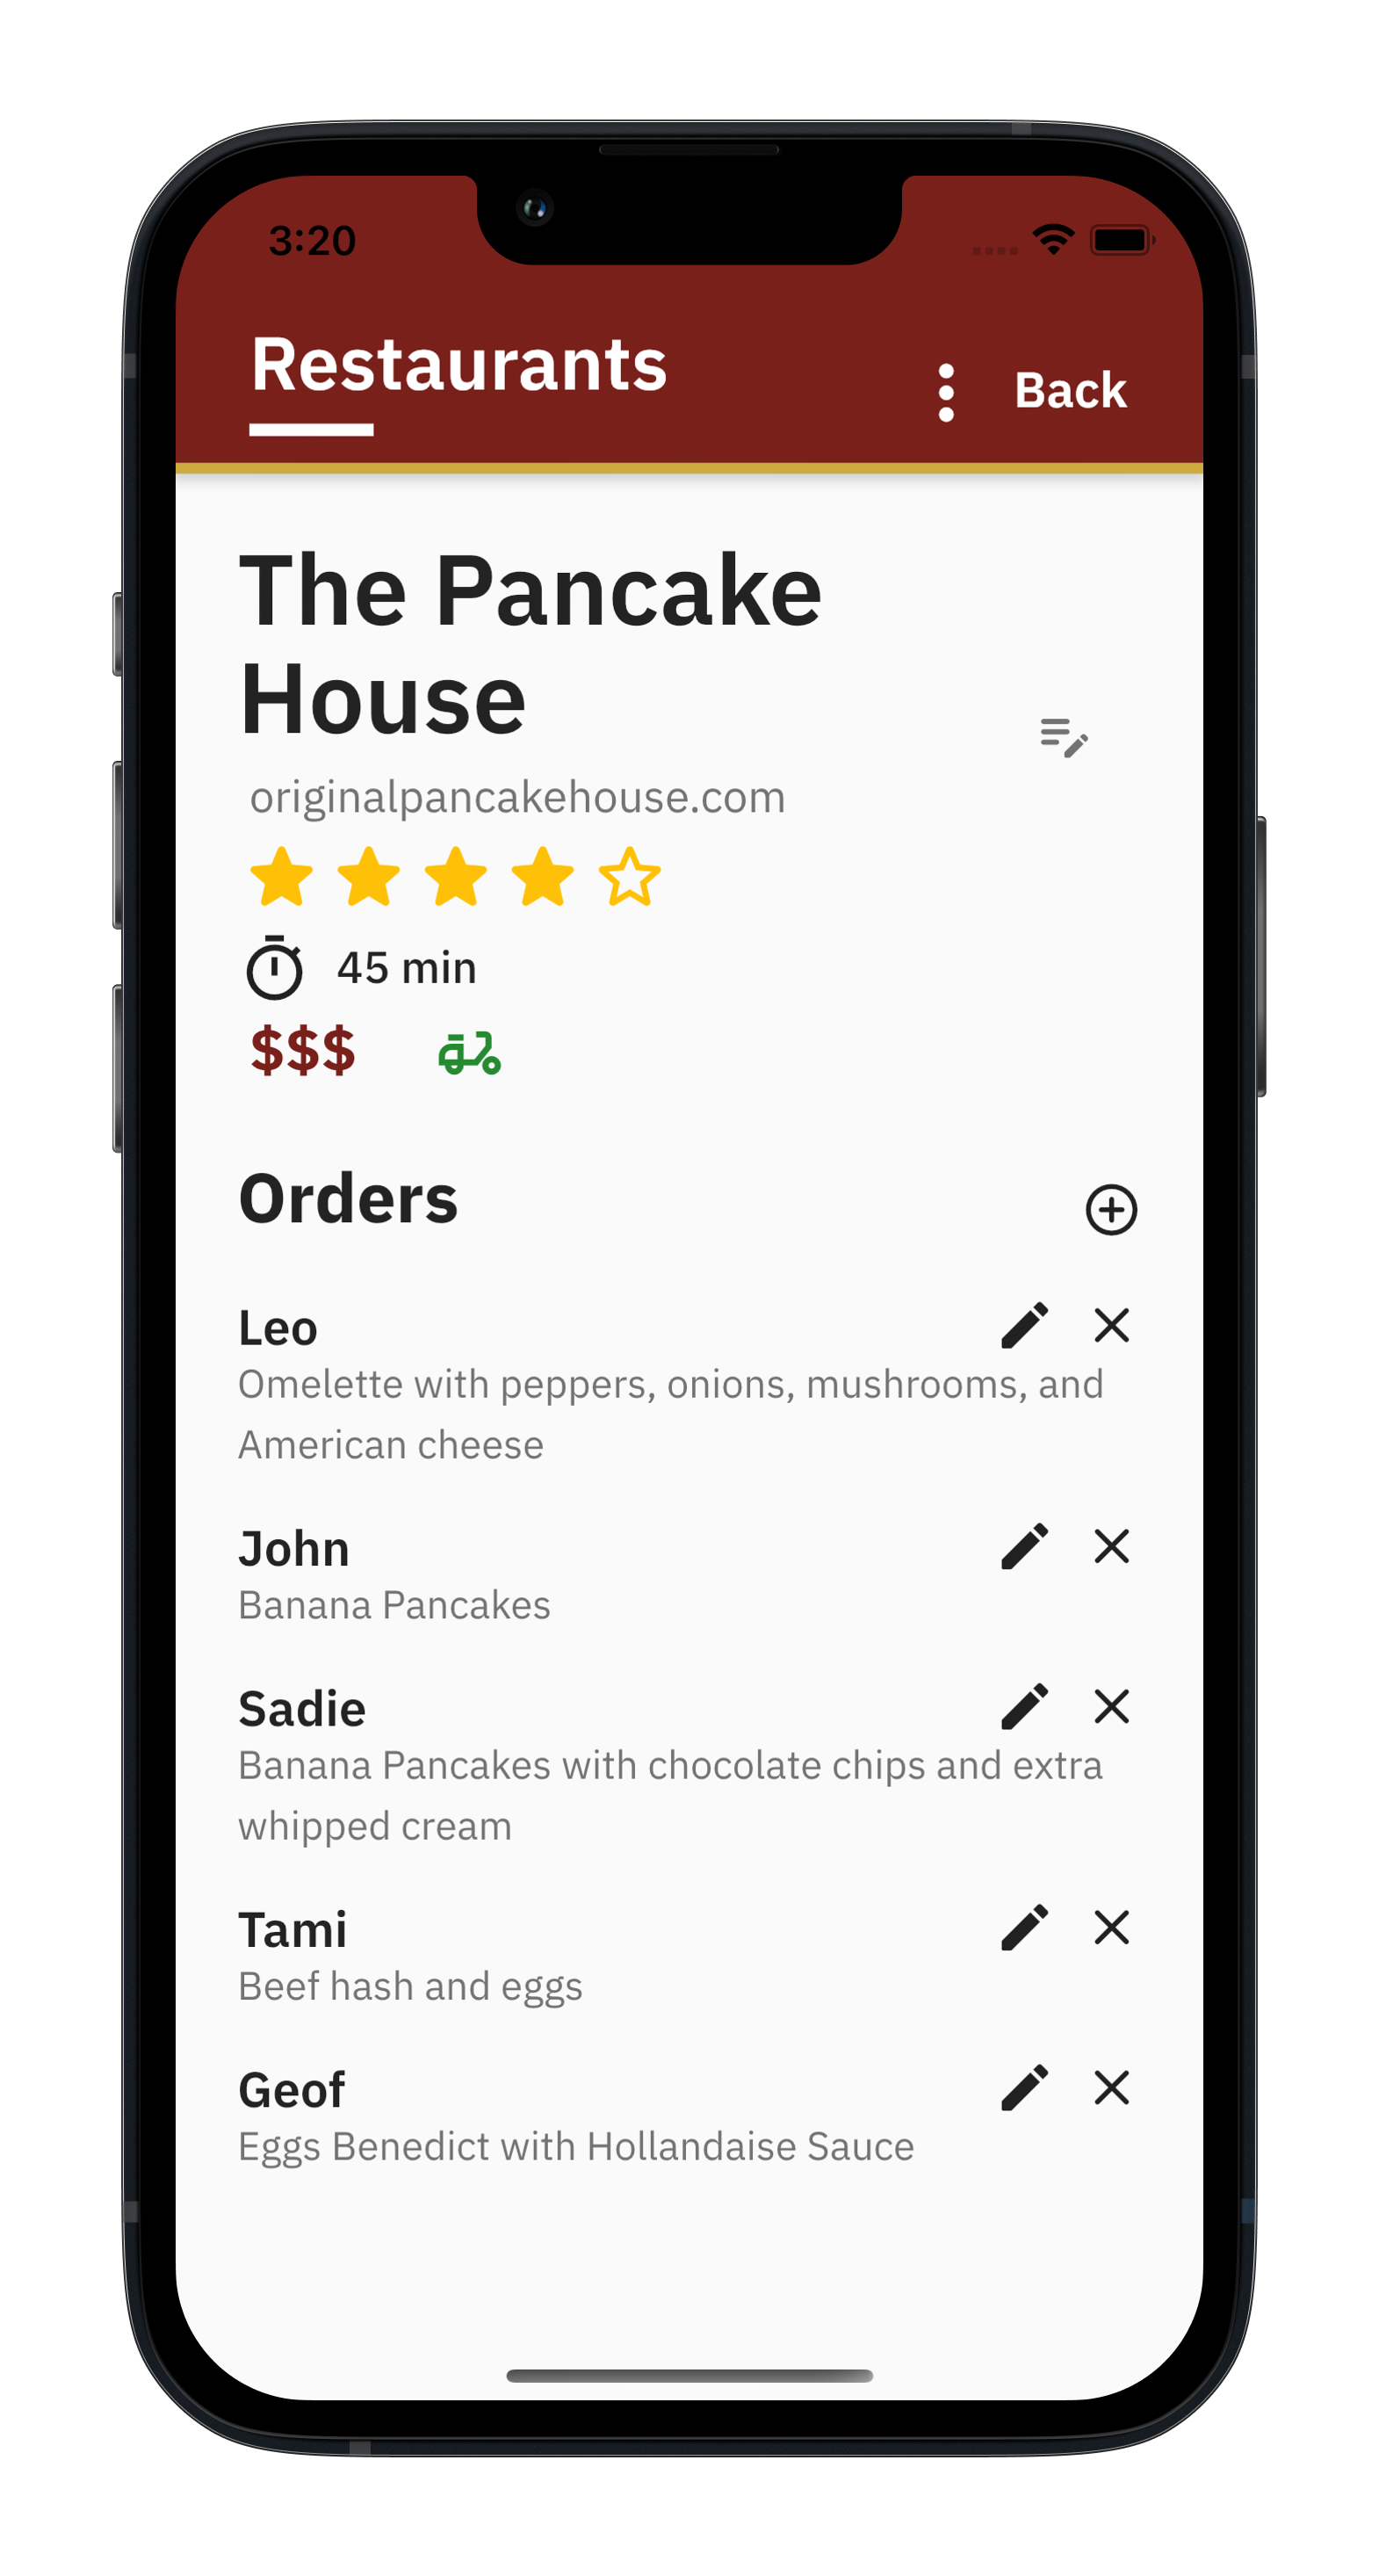 3:20
Restaurants
Back
The Pancake
House
originalpancakehouse.com
45 min
$$$
Orders
Leo
Omelette with peppers, onions, mushrooms, and
American cheese
John
Banana Pancakes
Sadie
Banana Pancakes with chocolate chips and extra
whipped cream
Tami
Beef hash and eggs
Geof
Eggs Benedict with Hollandaise Sauce